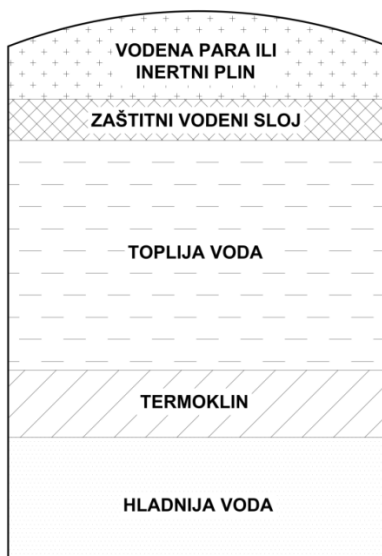 VODENA PARA ILI
INERTNI PLIN
ZAŠTITNI VODENI SLOJ
TOPLIJA VODA
TERMOKLIN
HLADNIJA VODA